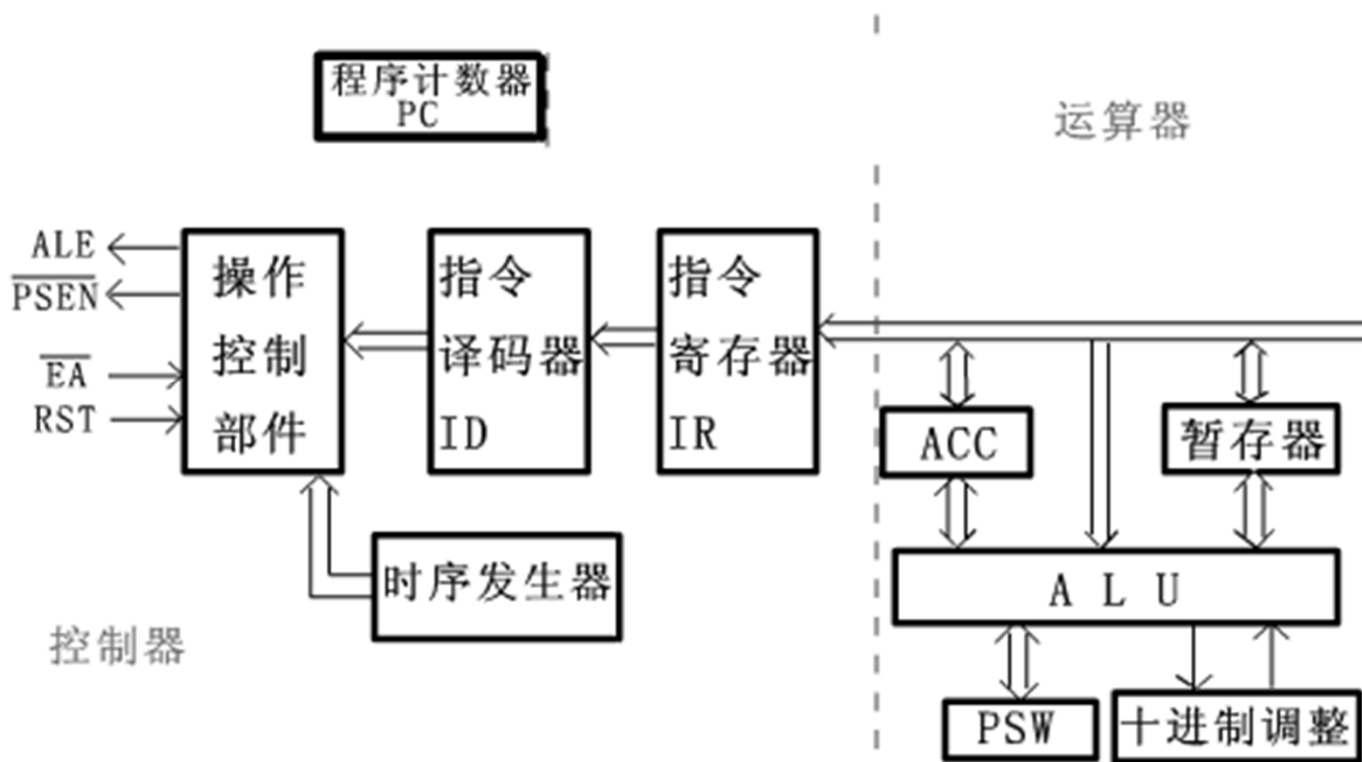 程序计数器
PC
运算器
ALE
PSEN
EA
RST
操作
控制
部件
指令
译码器
ID
指令
寄存器
IR
ACC
暂存器
时序发生器
A L U
控制器
PSW
十进制调整